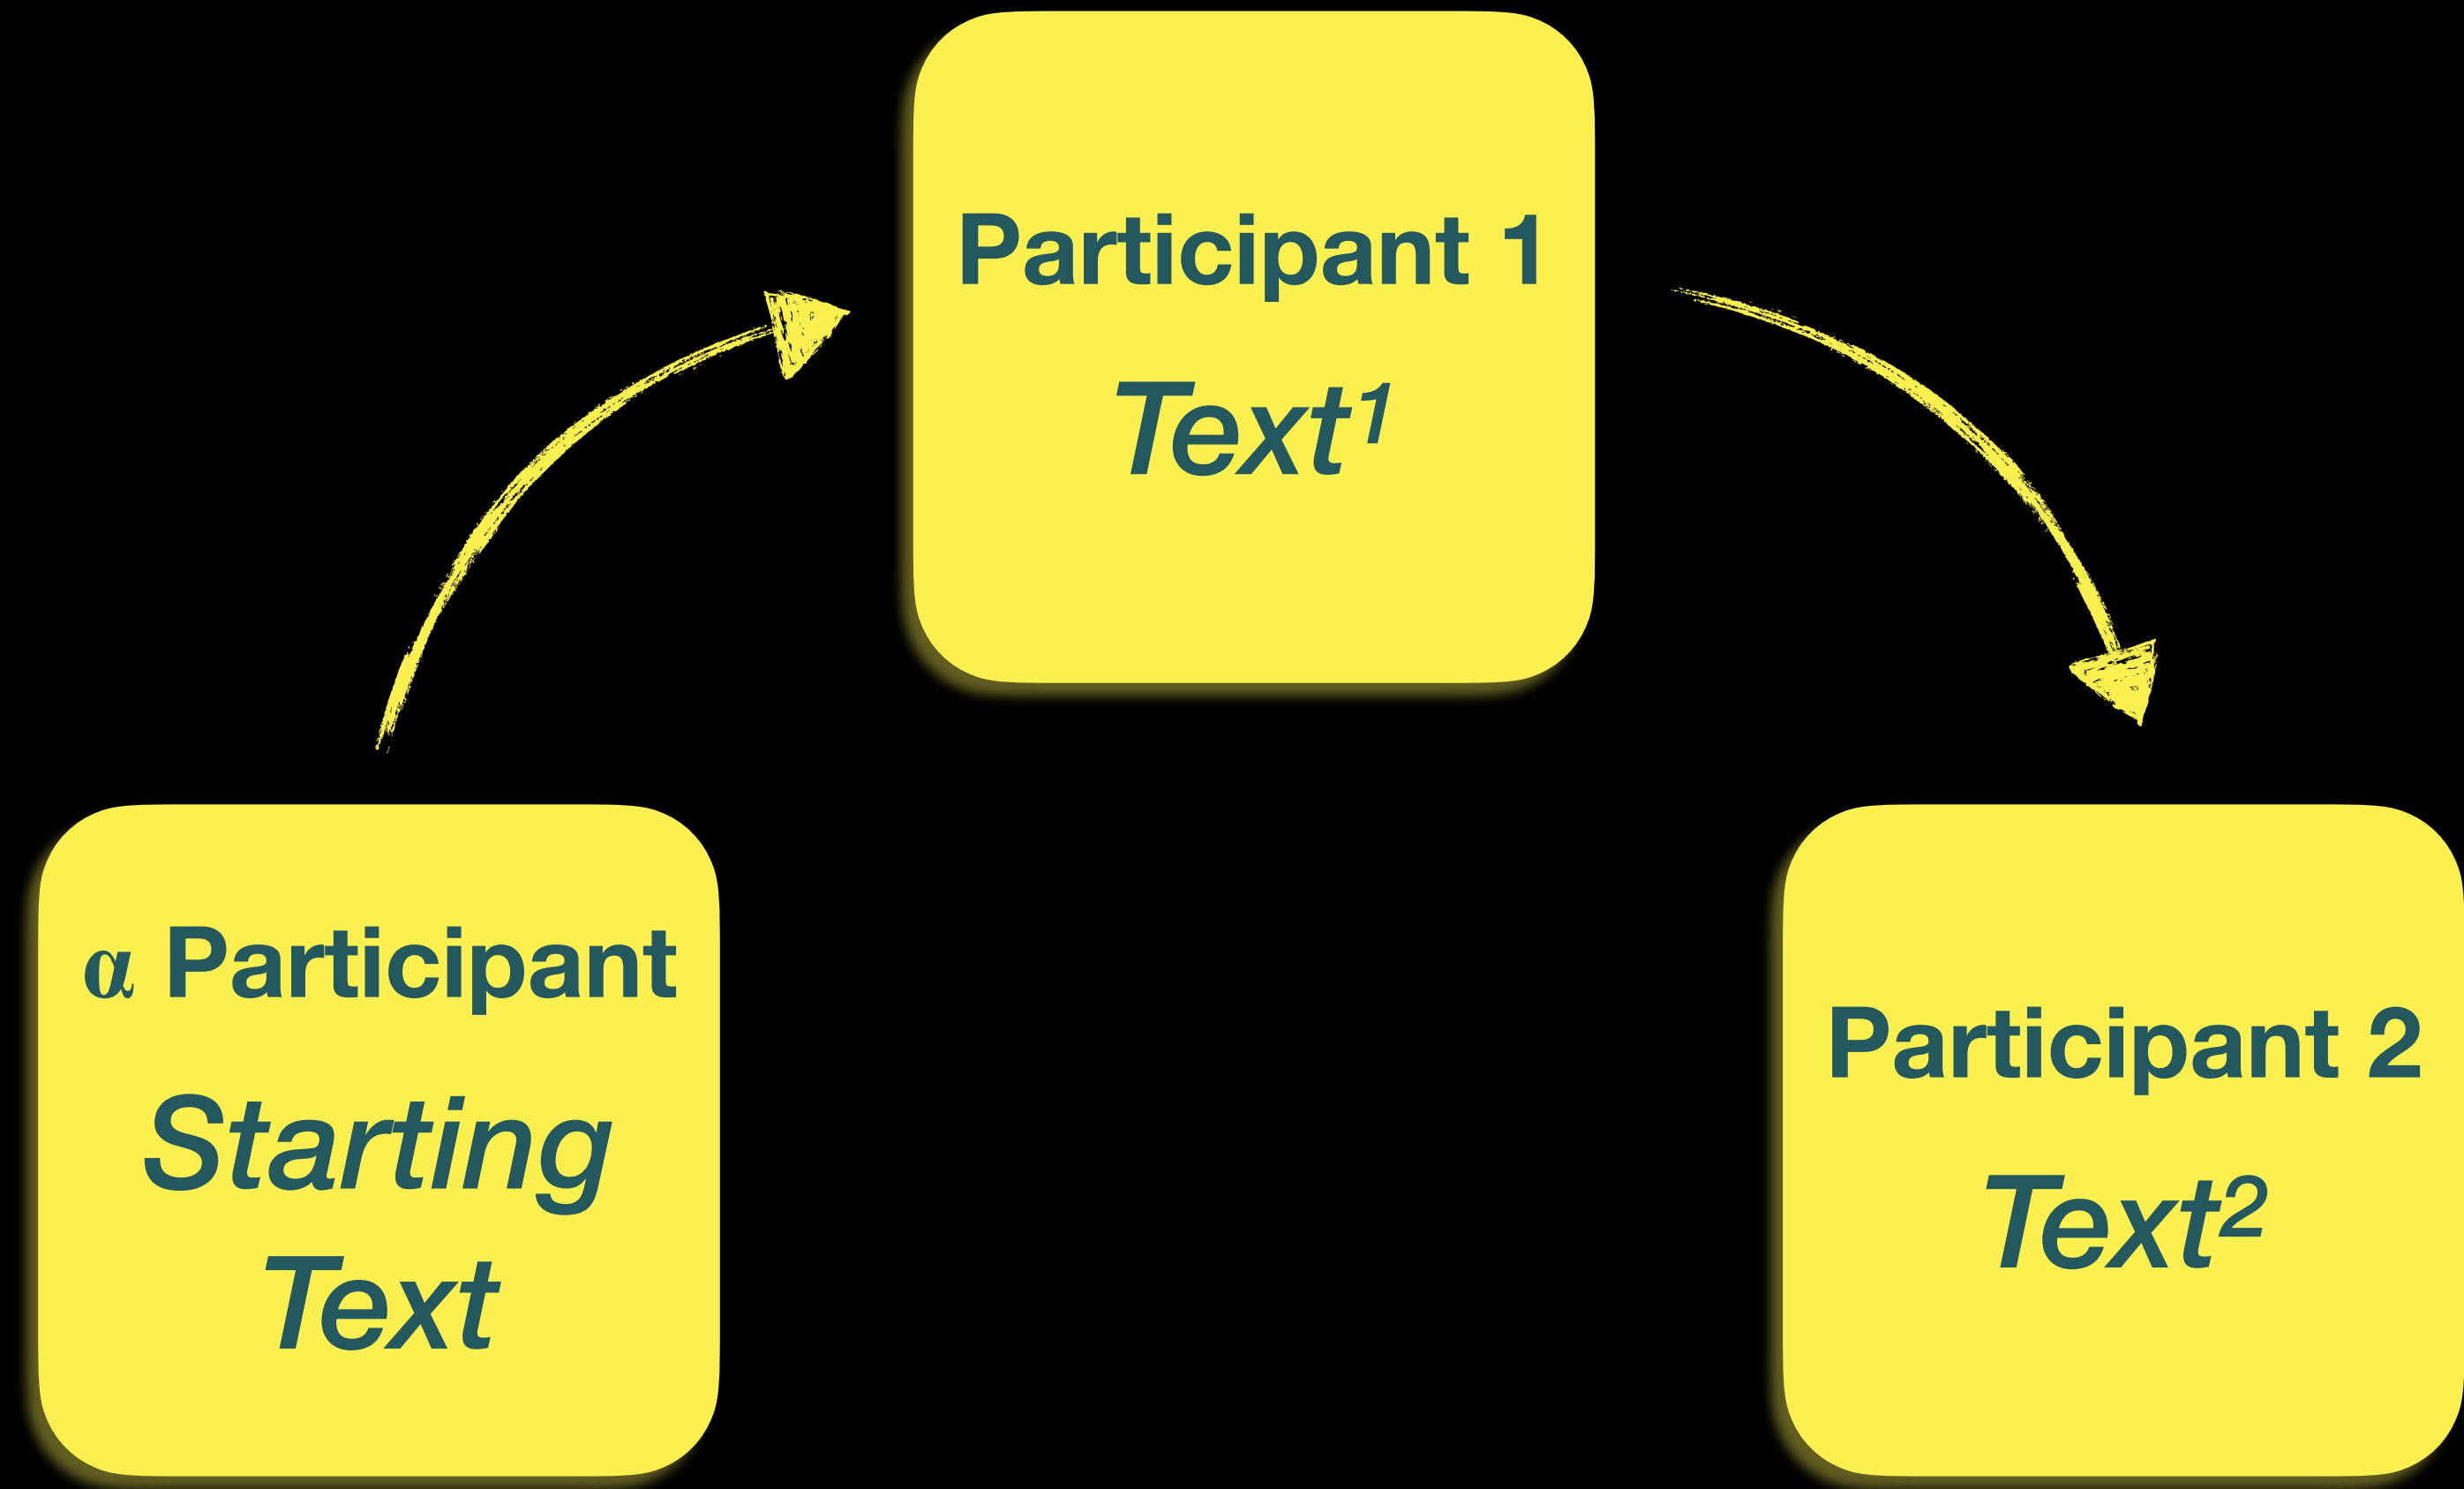 Participant 1
Text¹
α Participant
Starting
Text
Participant 2
Text²